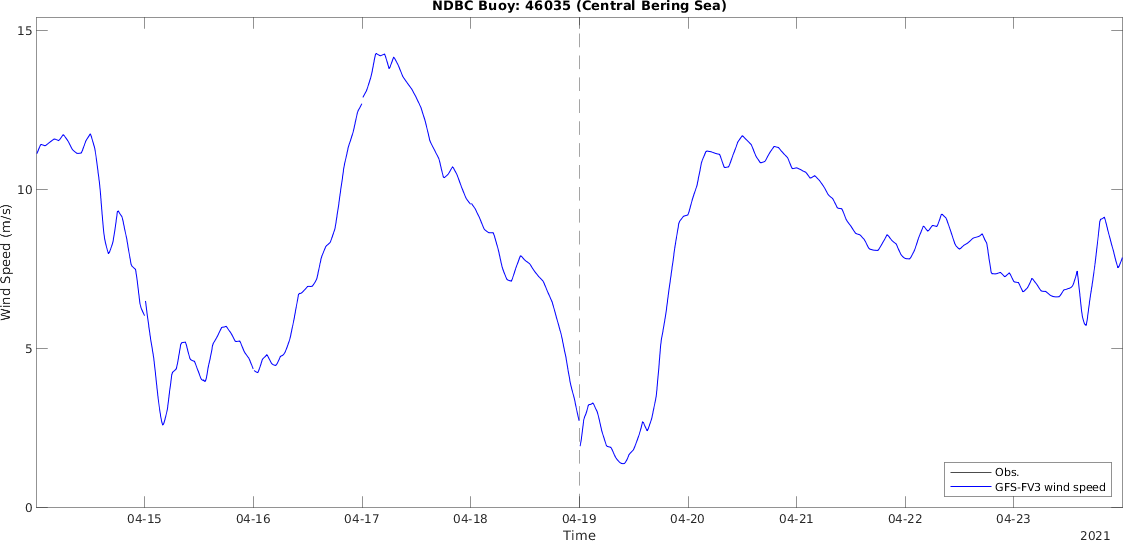 NDBC Buoy: 46035 (Central Bering Sea)
15
10
5
0
Wind Speed (m/s)
04-15 04-16 04-17 04-18 04-19 04-20 04-21 04-22 04-23
Time
2021
Obs.
GFS-FV3 wind speed